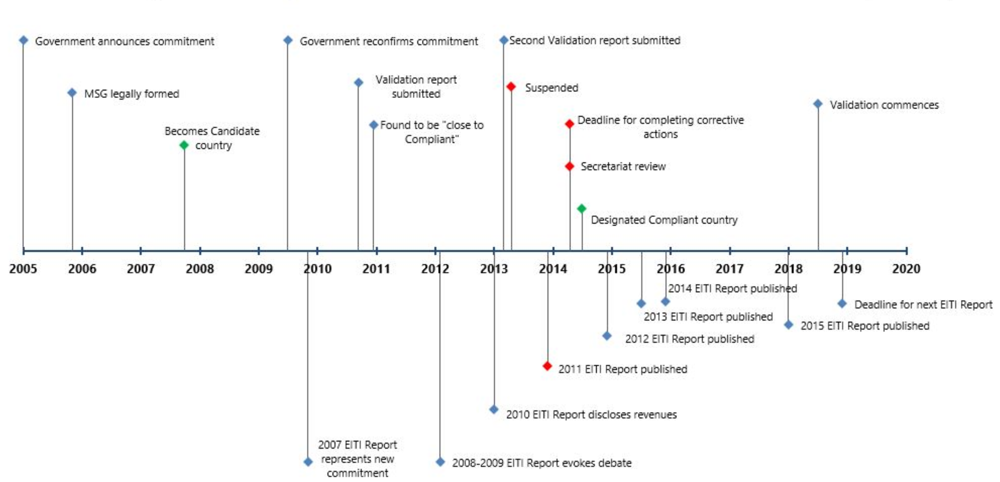 Government announces commitment
Government reconfirms commitment
Second Validation report submitted
Validation report
submitted
MSG legally formed
Suspended
Validation commences
Becomes Candidate
country
Found to be "close to
Compliant"
Deadline for completing corrective
actions
Secretariat review
Designated Compliant country
2005 2006 2007 2008 2009 2010 2011 2012 2013 2014 2015 2016 2017 2018 2019 2020
2014 EITI Report published
Deadline for next EITI Report
2013 EITI Report published
2015 EITI Report published
2012 EITI Report published
2011 EITI Report published
2010 EITI Report discloses revenues
2007 EITI Report
represents new
commitment
2008-2009 EITI Report evokes debate